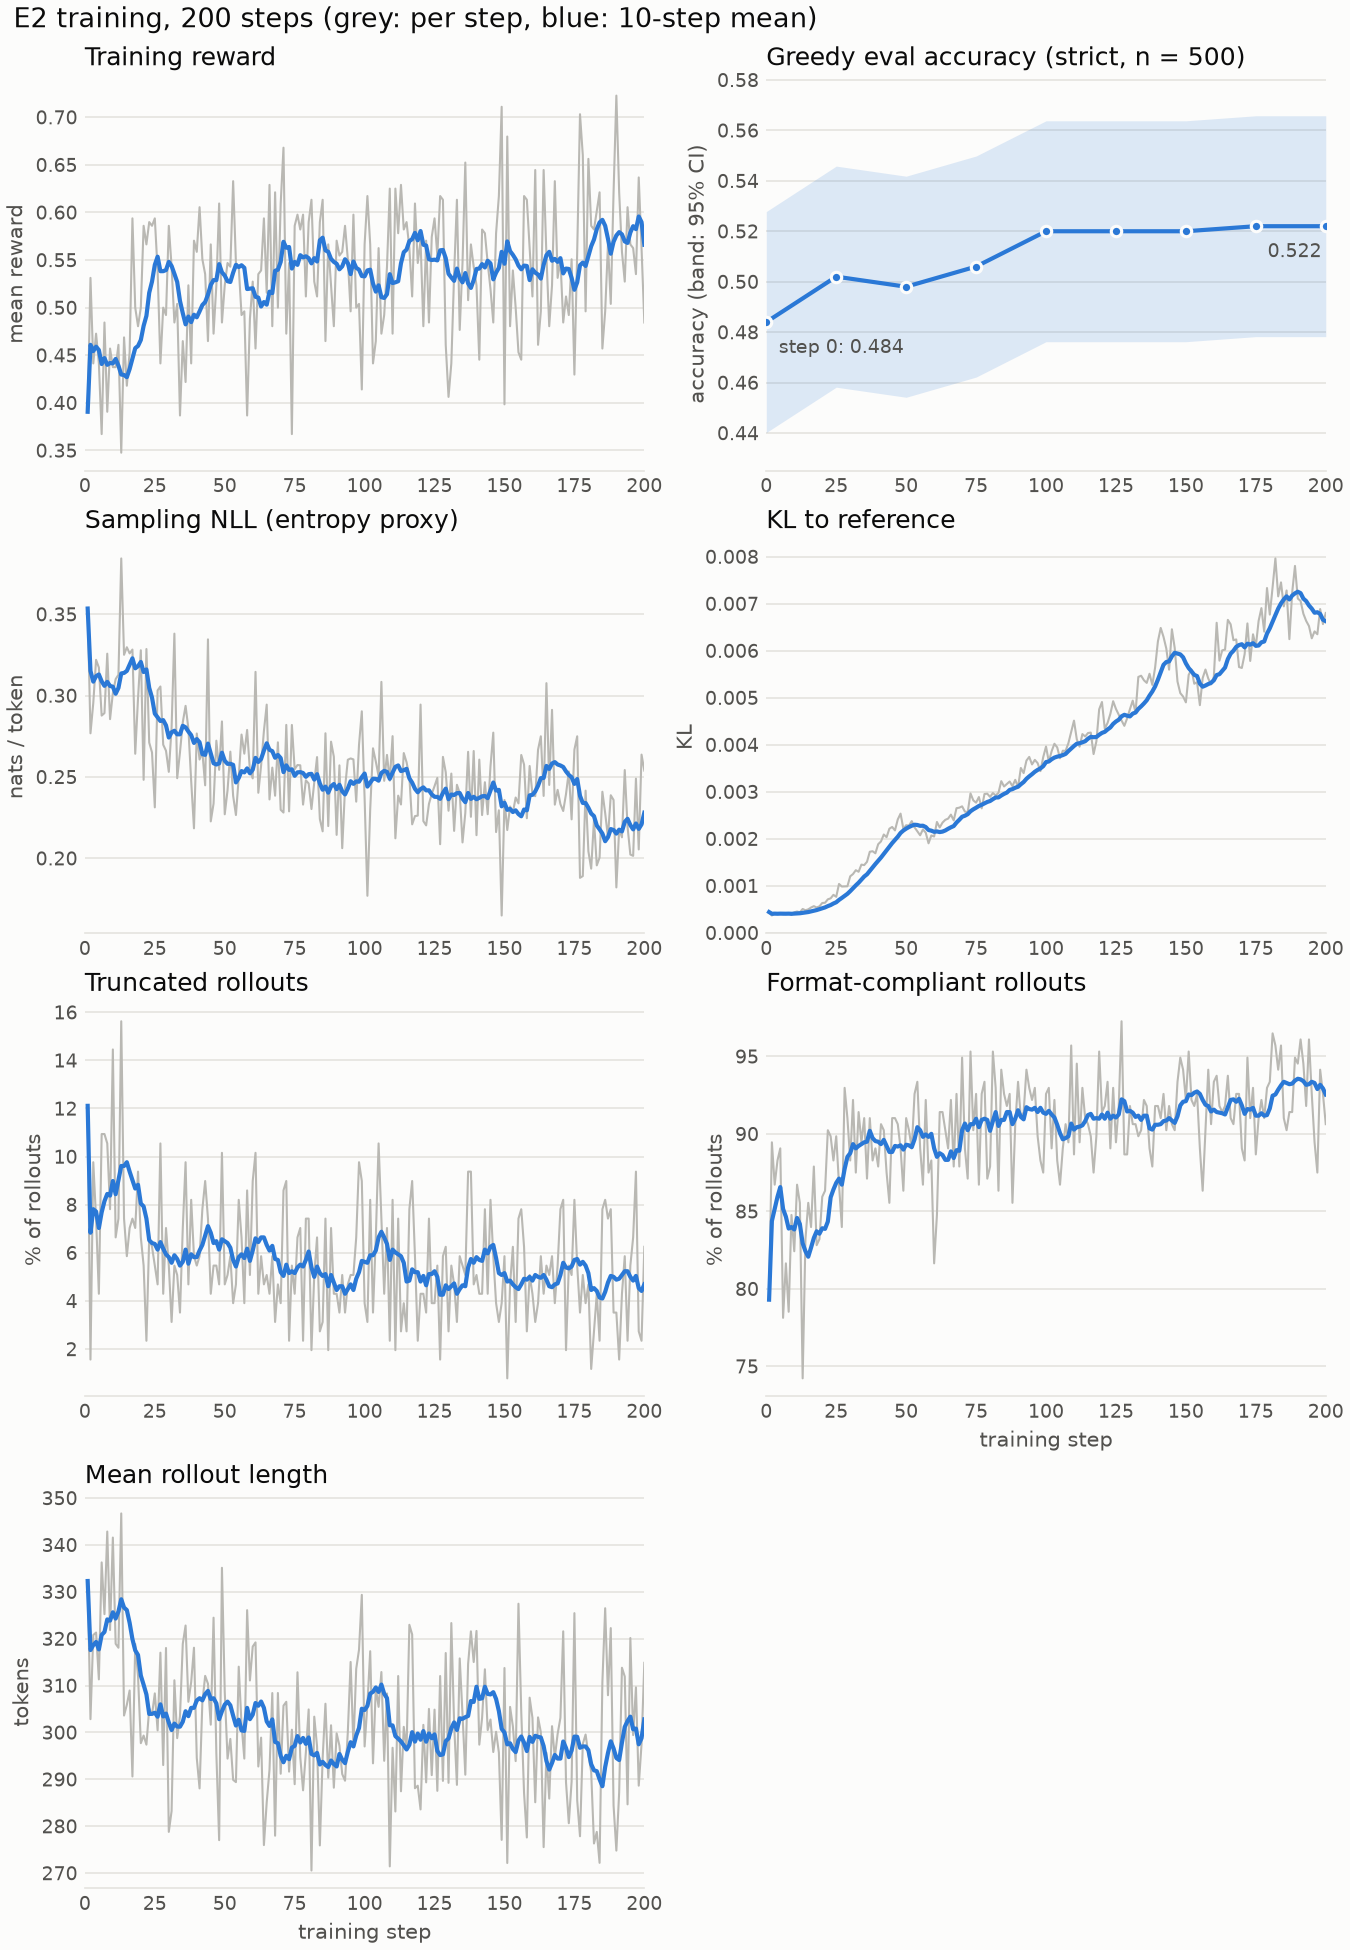 E2 training, 200 steps (grey: per step, blue: 10-step mean)
Training reward
mean reward
0.70
0.65
0.60
0.55
0.50
0.45
0.40
0.35
0 25 50 75 100 125 150 175 200
Greedy eval accuracy (strict, n = 500)
accuracy (band: 95% CI)
0.58
0.56
0.54
0.52
0.50
0.48
0.46
0.44
step 0: 0.484
0.522
0 25 50 75 100 125 150 175 200
Sampling NLL (entropy proxy)
nats / token
0.35
0.30
0.25
0.20
0 25 50 75 100 125 150 175 200
KL to reference
KL
0.008
0.007
0.006
0.005
0.004
0.003
0.002
0.001
0.000
0 25 50 75 100 125 150 175 200
Truncated rollouts
% of rollouts
16
14
12
10
8
6
4
2
0 25 50 75 100 125 150 175 200
Format-compliant rollouts
% of rollouts
95
90
85
80
75
0 25 50 75 100 125 150 175 200
training step
Mean rollout length
tokens
350
340
330
320
310
300
290
280
270
0 25 50 75 100 125 150 175 200
training step